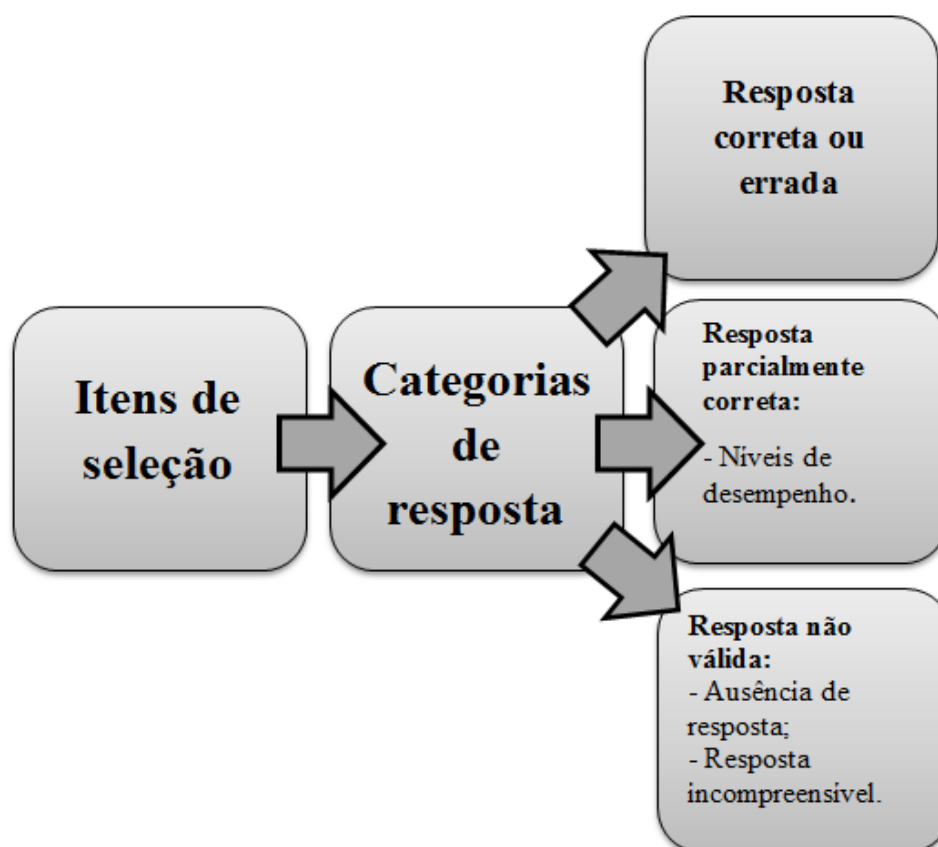 Itens de
seleção
Categorias
de
resposta
Resposta
correta ou
errada
Resposta
parcialmente
correta:
- Níveis de
desempenho.
Resposta não
válida:
- Ausência de
resposta;
- Resposta
incompreensível.